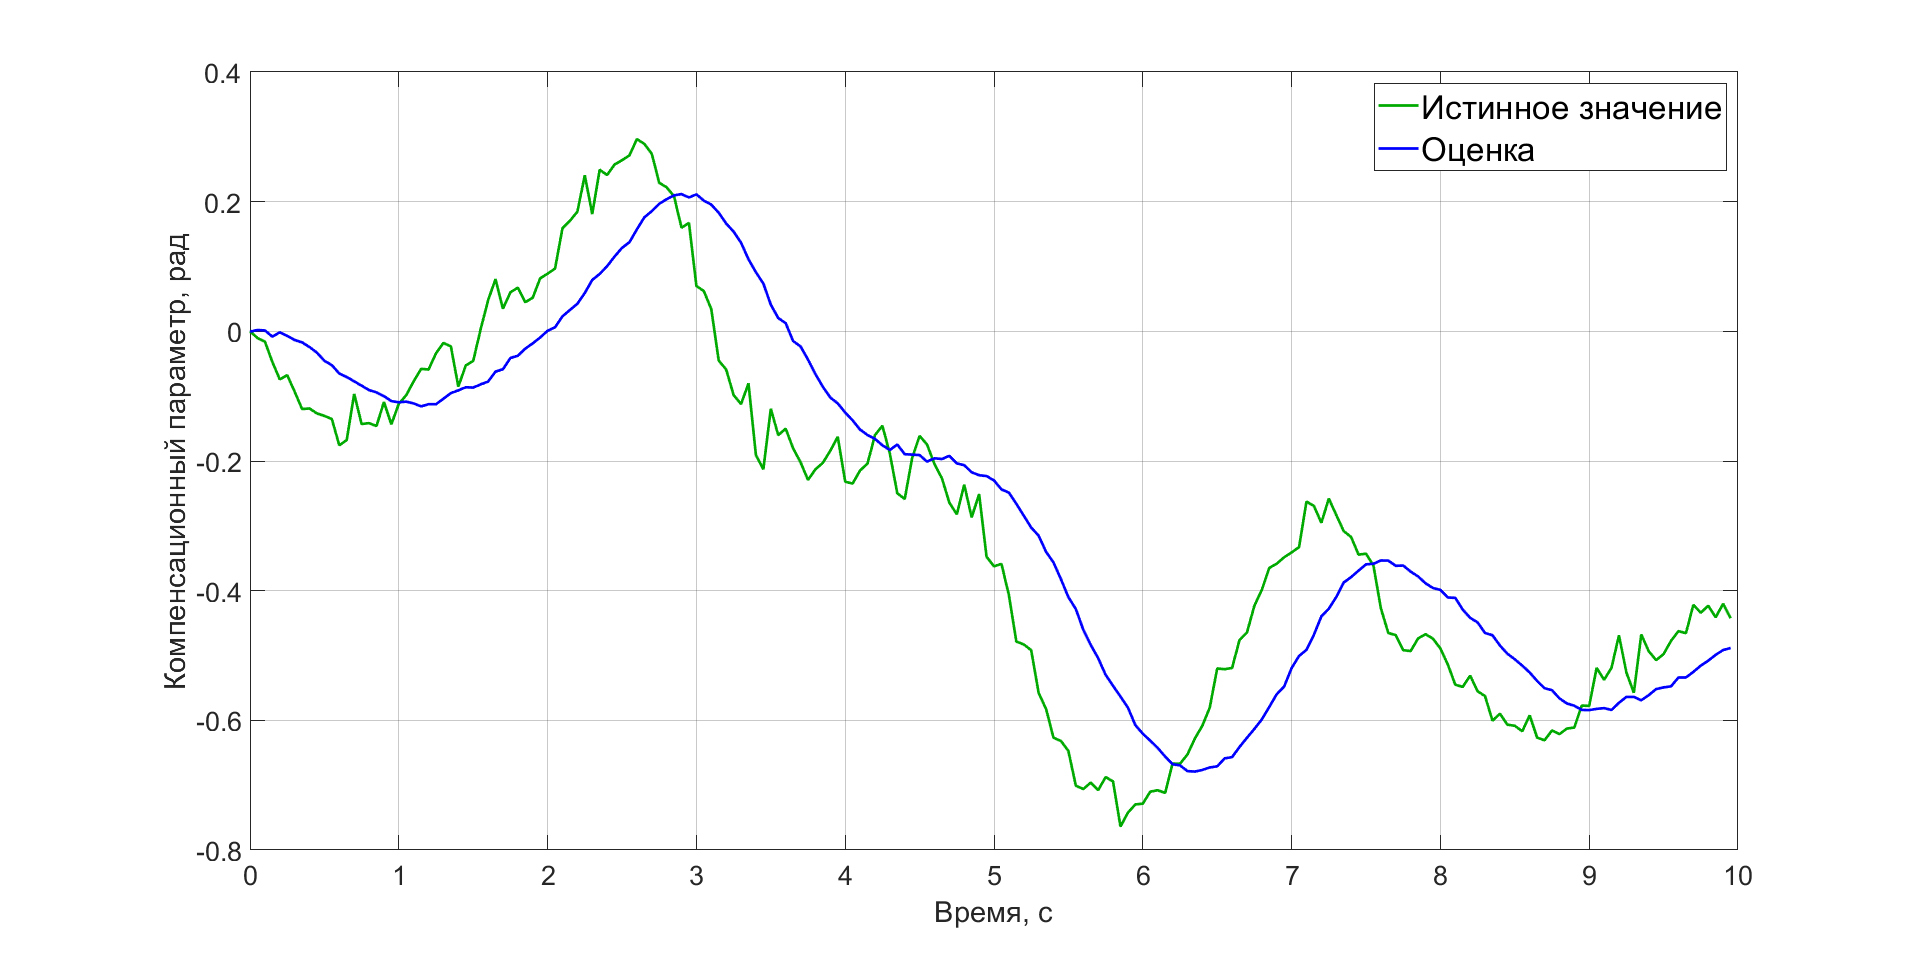 Истинное значение
Оценка
Компенсационный параметр, рад
0.4
0.2
0
-0.2
-0.4
-0.6
-0.8
0 1 2 3 4 5 6 7 8 9 10
Время, с